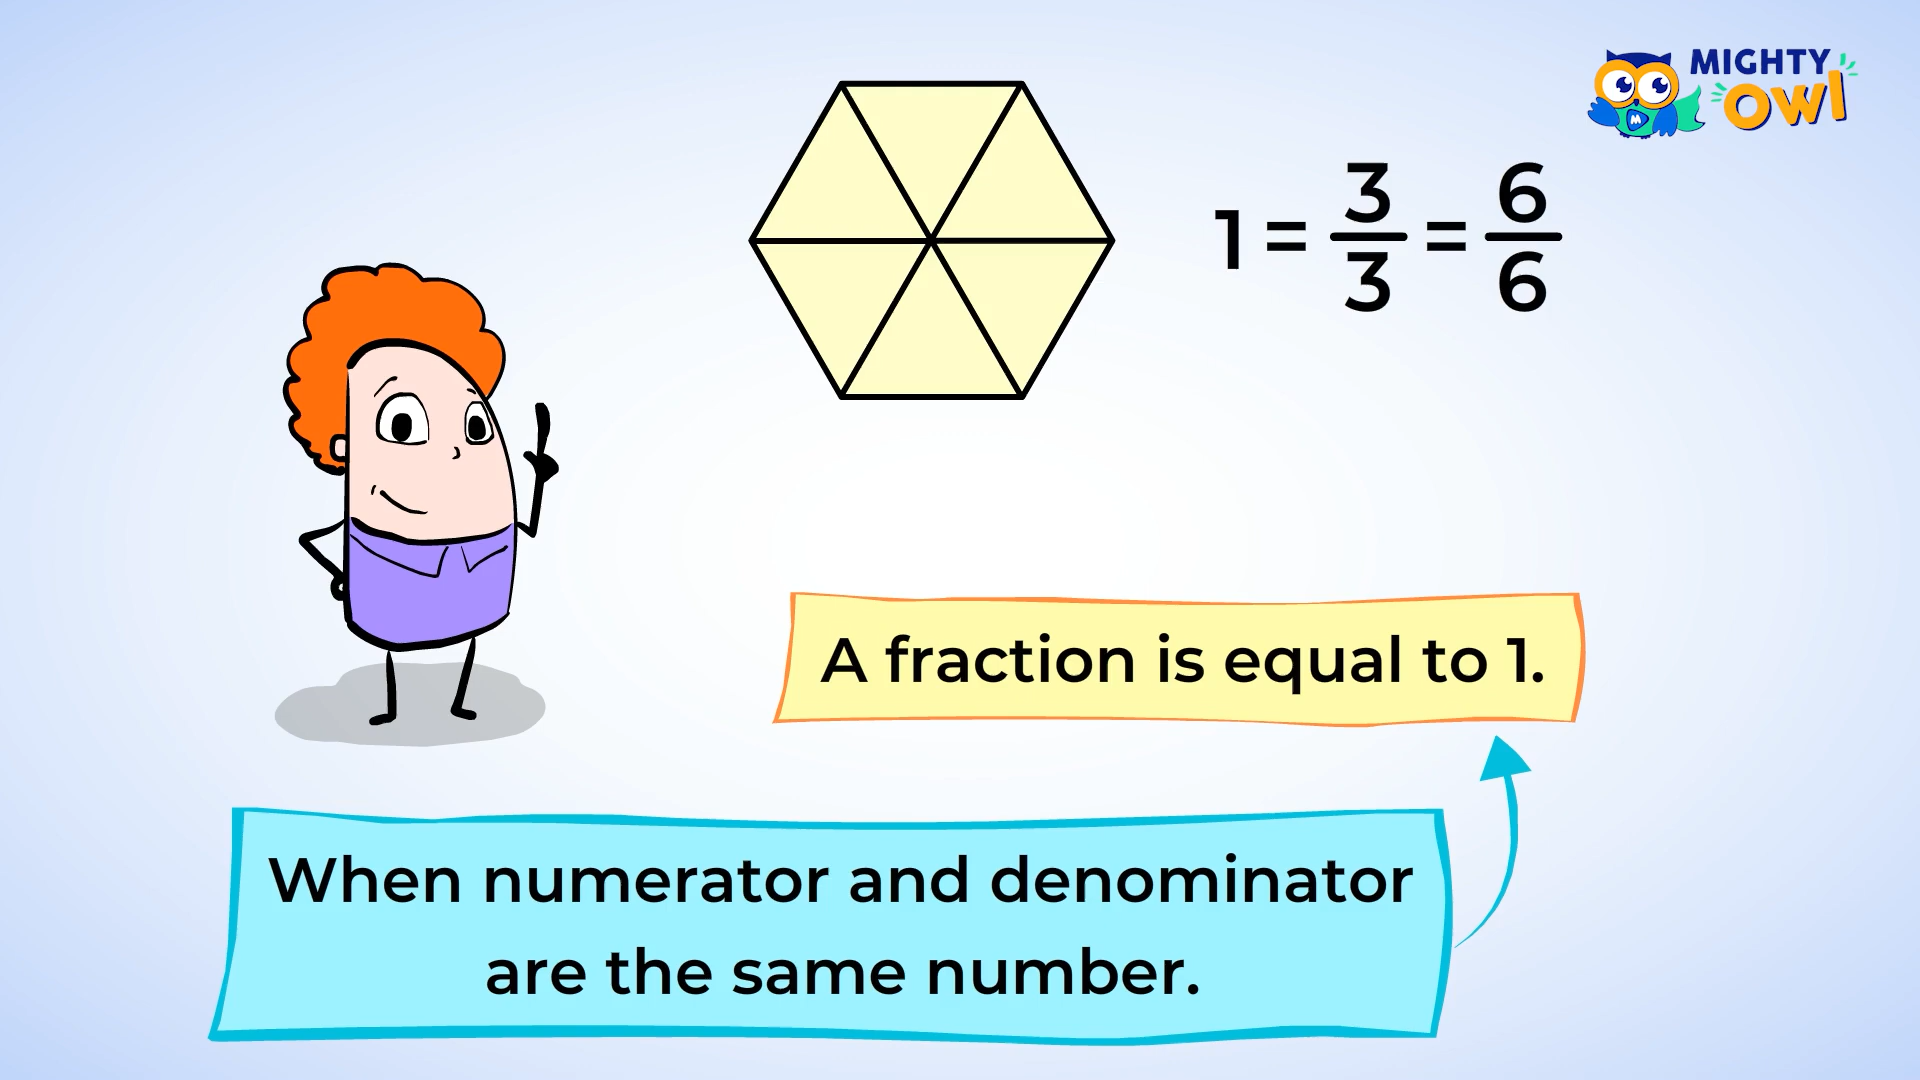 MIGHTY
OWl
1 = 3/3 = 6/6
A fraction is equal to 1.
When numerator and denominator
are the same number.